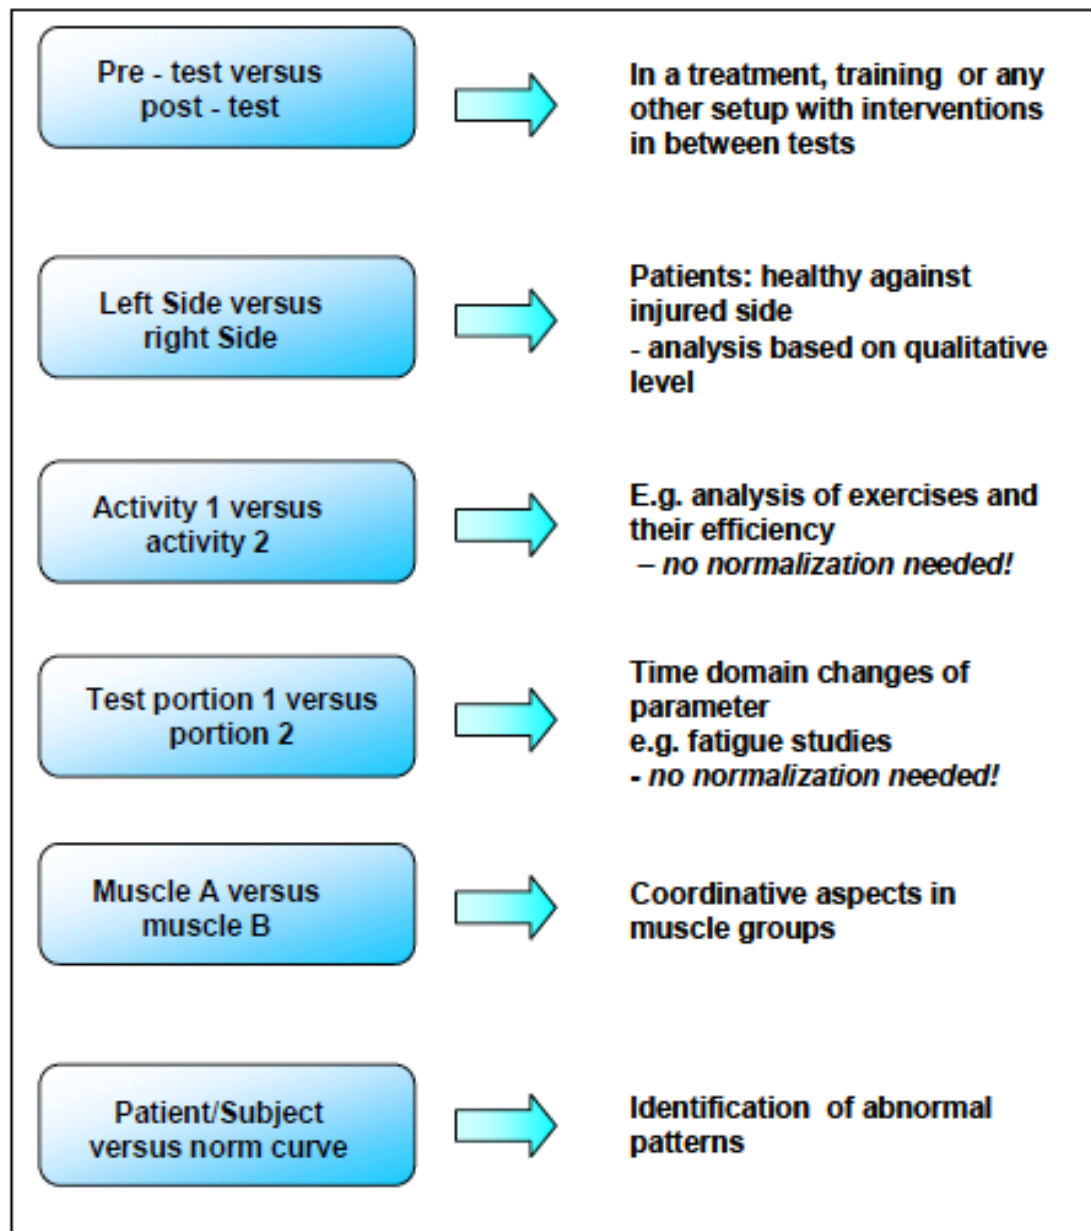 Pre - test versus
post - test
In a treatment, training or any
other setup with interventions
in between tests
Left Side versus
right Side
Patients: healthy against
injured side
- analysis based on qualitative
level
Activity 1 versus
activity 2
E.g. analysis of exercises and
their efficiency
– no normalization needed!
Test portion 1 versus
portion 2
Time domain changes of
parameter
e.g. fatigue studies
- no normalization needed!
Muscle A versus
muscle B
Coordinative aspects in
muscle groups
Patient/Subject
versus norm curve
Identification of abnormal
patterns